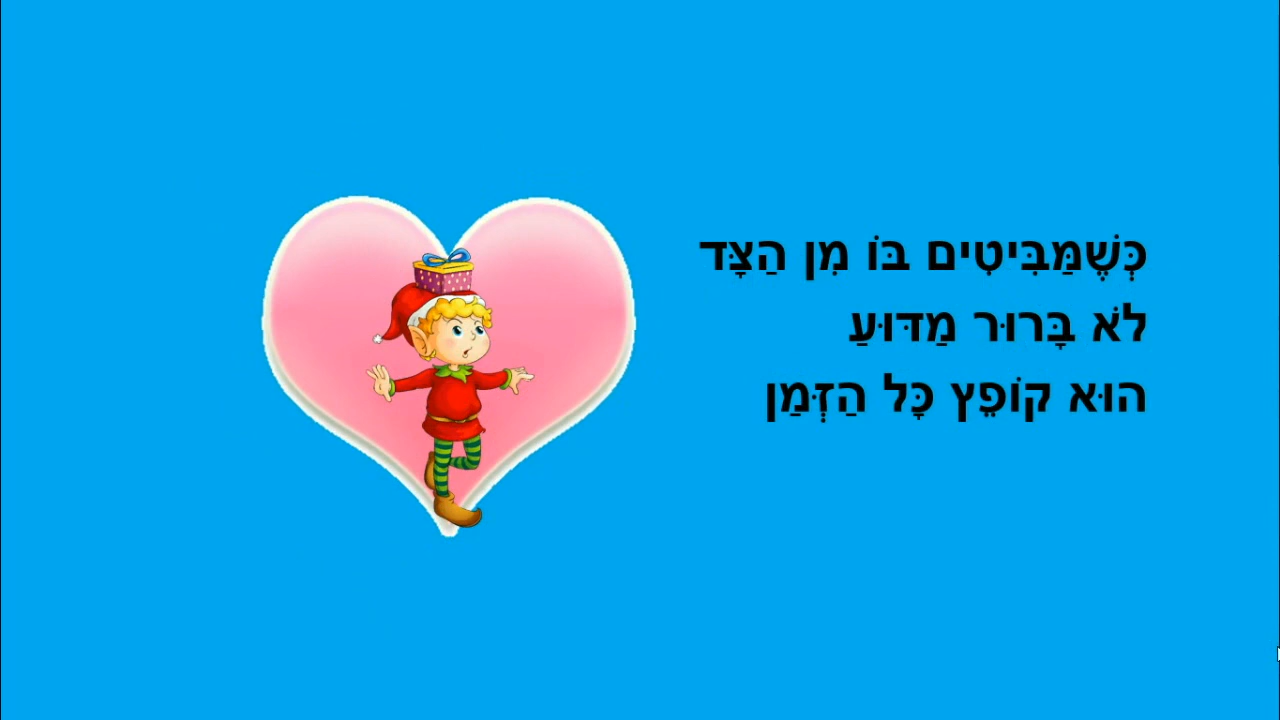 כְּשֶׁמַּבִּיטִים בּוֹ מִן הַצָּד
לֹא בָּרוּר מַדּוּעַ
הוּא קוֹפֵץ כָּל הַזְּמַן